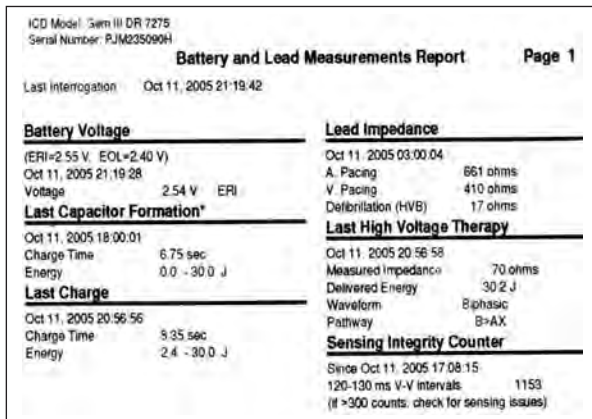 ICD Model: Gem III DR 7275
Serial Number: PJM235090H
Battery and Lead Measurements Report Page 1
Last Interrogation Oct 11, 2005 21:19:42
Battery Voltage
(ERI=2.55 V, EOL=2.40 V)
Oct 11, 2005 21:19:28
Voltage 2.54 V ERI
Last Capacitor Formation*
Oct 11, 2005 18:00:01
Charge Time 6.75 sec
Energy 0.0 - 30.0 J
Last Charge
Oct 11, 2005 20:56:56
Charge Time 8.35 sec
Energy 2.4 - 30.0 J
Lead Impedance
Oct 11, 2005 03:00:04
A. Pacing 661 ohms
V. Pacing 410 ohms
Defibrillation (HVB) 17 ohms
Last High Voltage Therapy
Oct 11, 2005 20:56:58
Measured Impedance 70 ohms
Delivered Energy 30.2 J
Waveform Biphasic
Pathway B>AX
Sensing Integrity Counter
Since Oct 11, 2005 17:08:15
120-130 ms V-V intervals 1153
(if >300 counts, check for sensing issues)